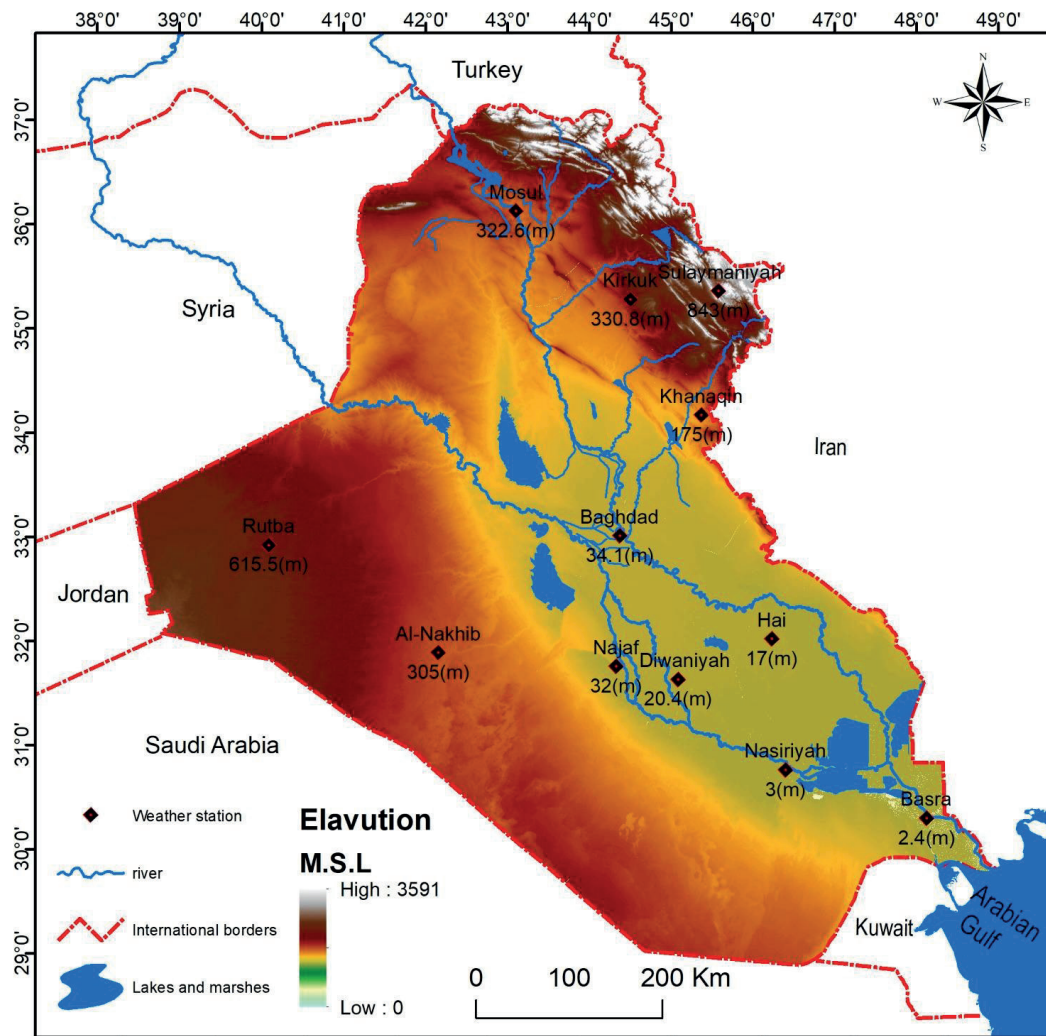 38°0' 39°0' 40°0' 41°0' 42°0' 43°0' 44°0' 45°0' 46°0' 47°0' 48°0' 49°0'
37°0'
36°0'
35°0'
34°0'
33°0'
32°0'
31°0'
30°0'
29°0'
N
W E
S
Turkey
Syria
Iran
Jordan
Saudi Arabia
Kuwait
Arabian
Gulf
Mosul
322.6(m)
Kirkuk
330.8(m)
Sulaymaniyah
843(m)
Khanaqin
175(m)
Baghdad
34.1(m)
Rutba
615.5(m)
Al-Nakhib
305(m)
Najaf
32(m)
Diwaniyah
20.4(m)
Hai
17(m)
Nasiriyah
3(m)
Basra
2.4(m)
Weather station
river
International borders
Lakes and marshes
Elavution
M.S.L
High : 3591
Low : 0
0 100 200 Km